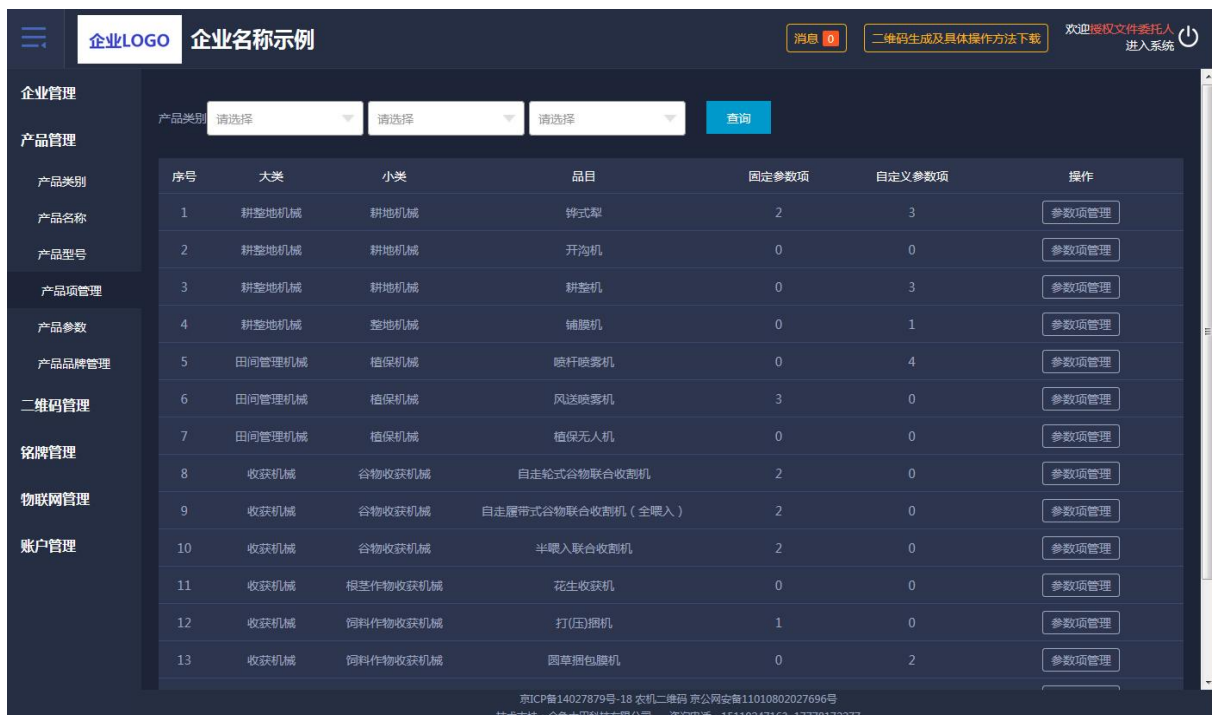 企业LOGO 企业名称示例 消息 0 二维码生成及具体操作方法下载 欢迎授权文件委托人
进入系统
企业管理
产品管理
产品类别
产品名称
产品型号
产品项管理
产品参数
产品品牌管理
二维码管理
铭牌管理
物联网管理
账户管理
产品类别 请选择 请选择 请选择 查询
序号 大类 小类 品目 固定参数项 自定义参数项 操作
1 耕整地机械 耕地机械 铧式犁 2 3 参数项管理
2 耕整地机械 耕地机械 开沟机 0 0 参数项管理
3 耕整地机械 耕地机械 耕整机 0 3 参数项管理
4 耕整地机械 整地机械 铺膜机 0 1 参数项管理
5 田间管理机械 植保机械 喷杆喷雾机 0 4 参数项管理
6 田间管理机械 植保机械 风送喷雾机 3 0 参数项管理
7 田间管理机械 植保机械 植保无人机 0 0 参数项管理
8 收获机械 谷物收获机械 自走轮式谷物联合收割机 2 0 参数项管理
9 收获机械 谷物收获机械 自走履带式谷物联合收割机（全喂入） 2 0 参数项管理
10 收获机械 谷物收获机械 半喂入联合收割机 2 0 参数项管理
11 收获机械 根茎作物收获机械 花生收获机 0 0 参数项管理
12 收获机械 饲料作物收获机械 打(压)捆机 1 0 参数项管理
13 收获机械 饲料作物收获机械 圆草捆包膜机 0 2 参数项管理
京ICP备14027879号-18 农机二维码 京公网安备11010802027696号